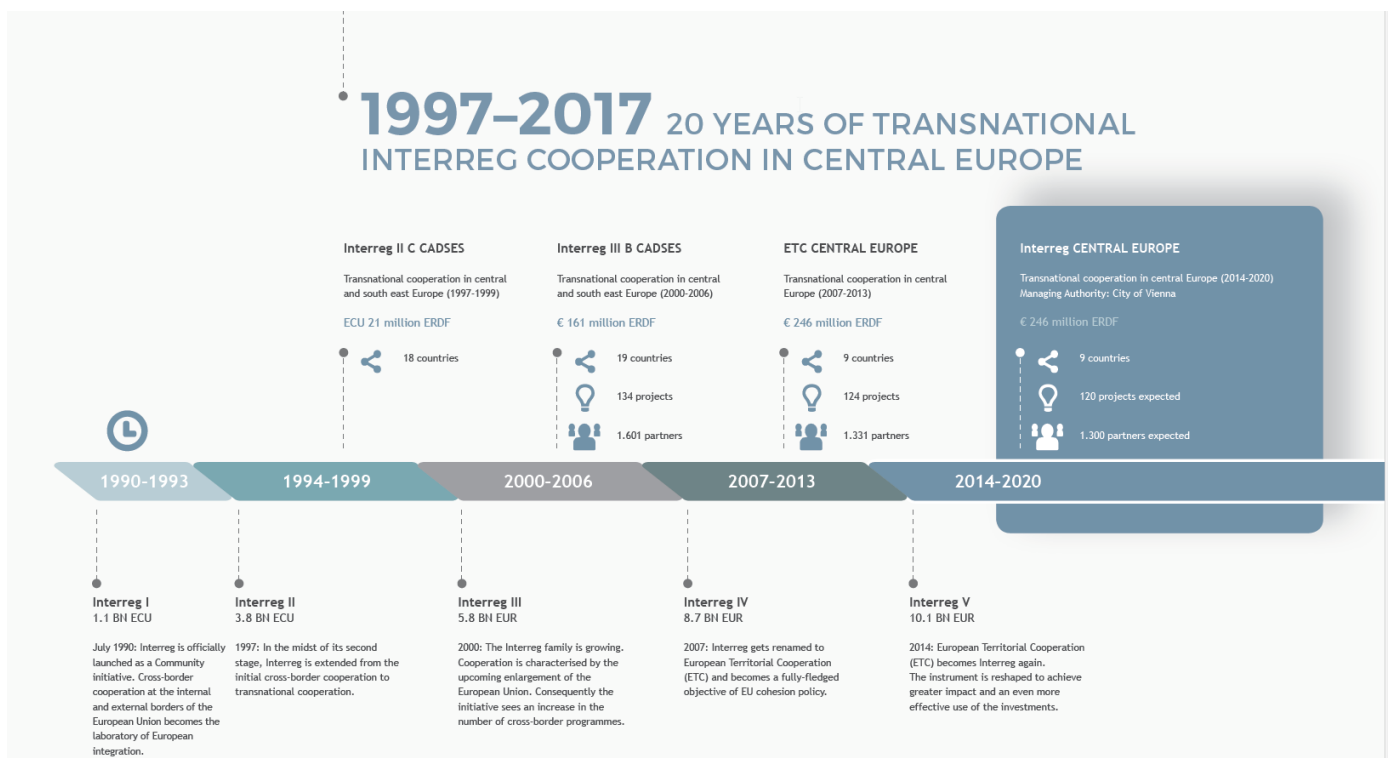 1997–2017 20 YEARS OF TRANSNATIONAL
INTERREG COOPERATION IN CENTRAL EUROPE
Interreg II C CADSES
Transnational cooperation in central
and south east Europe (1997-1999)
ECU 21 million ERDF
18 countries
Interreg III B CADSES
Transnational cooperation in central
and south east Europe (2000-2006)
€ 161 million ERDF
19 countries
134 projects
1.601 partners
ETC CENTRAL EUROPE
Transnational cooperation in central
Europe (2007-2013)
€ 246 million ERDF
9 countries
124 projects
1.331 partners
Interreg CENTRAL EUROPE
Transnational cooperation in central Europe (2014-2020)
Managing Authority: City of Vienna
€ 246 million ERDF
9 countries
120 projects expected
1.300 partners expected
1990-1993
1994-1999
2000-2006
2007-2013
2014-2020
Interreg I
1.1 BN ECU
July 1990: Interreg is officially
launched as a Community
initiative. Cross-border
cooperation at the internal
and external borders of the
European Union becomes the
laboratory of European
integration.
Interreg II
3.8 BN ECU
1997: In the midst of its second
stage, Interreg is extended from the
initial cross-border cooperation to
transnational cooperation.
Interreg III
5.8 BN EUR
2000: The Interreg family is growing.
Cooperation is characterised by the
upcoming enlargement of the
European Union. Consequently the
initiative sees an increase in the
number of cross-border programmes.
Interreg IV
8.7 BN EUR
2007: Interreg gets renamed to
European Territorial Cooperation
(ETC) and becomes a fully-fledged
objective of EU cohesion policy.
Interreg V
10.1 BN EUR
2014: European Territorial Cooperation
(ETC) becomes Interreg again.
The instrument is reshaped to achieve
greater impact and an even more
effective use of the investments.